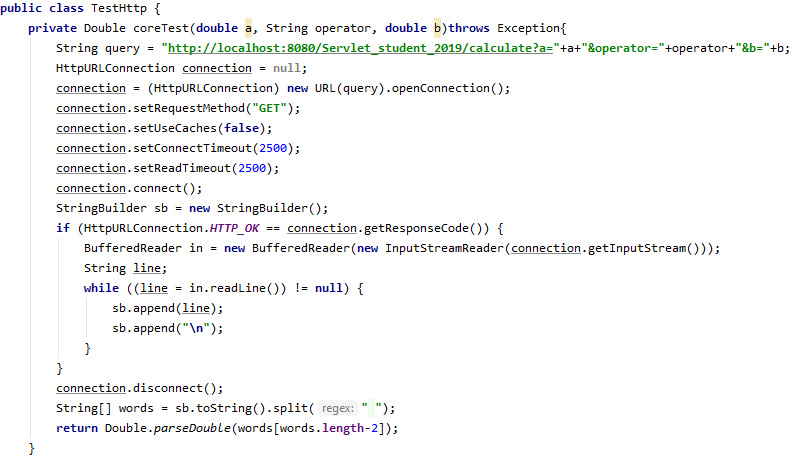 public class TestHttp {
    private Double coreTest(double a, String operator, double b)throws Exception{
        String query = "http://localhost:8080/Servlet_student_2019/calculate?a="+a+"&operator="+operator+"&b="+b;
        HttpURLConnection connection = null;
        connection = (HttpURLConnection) new URL(query).openConnection();
        connection.setRequestMethod("GET");
        connection.setUseCaches(false);
        connection.setConnectTimeout(2500);
        connection.setReadTimeout(2500);
        connection.connect();
        StringBuilder sb = new StringBuilder();
        if (HttpURLConnection.HTTP_OK == connection.getResponseCode()) {
            BufferedReader in = new BufferedReader(new InputStreamReader(connection.getInputStream()));
            String line;
            while ((line = in.readLine()) != null) {
                sb.append(line);
                sb.append("\n");
            }
        }
        connection.disconnect();
        String[] words = sb.toString().split( regex: " ");
        return Double.parseDouble(words[words.length-2]);
    }